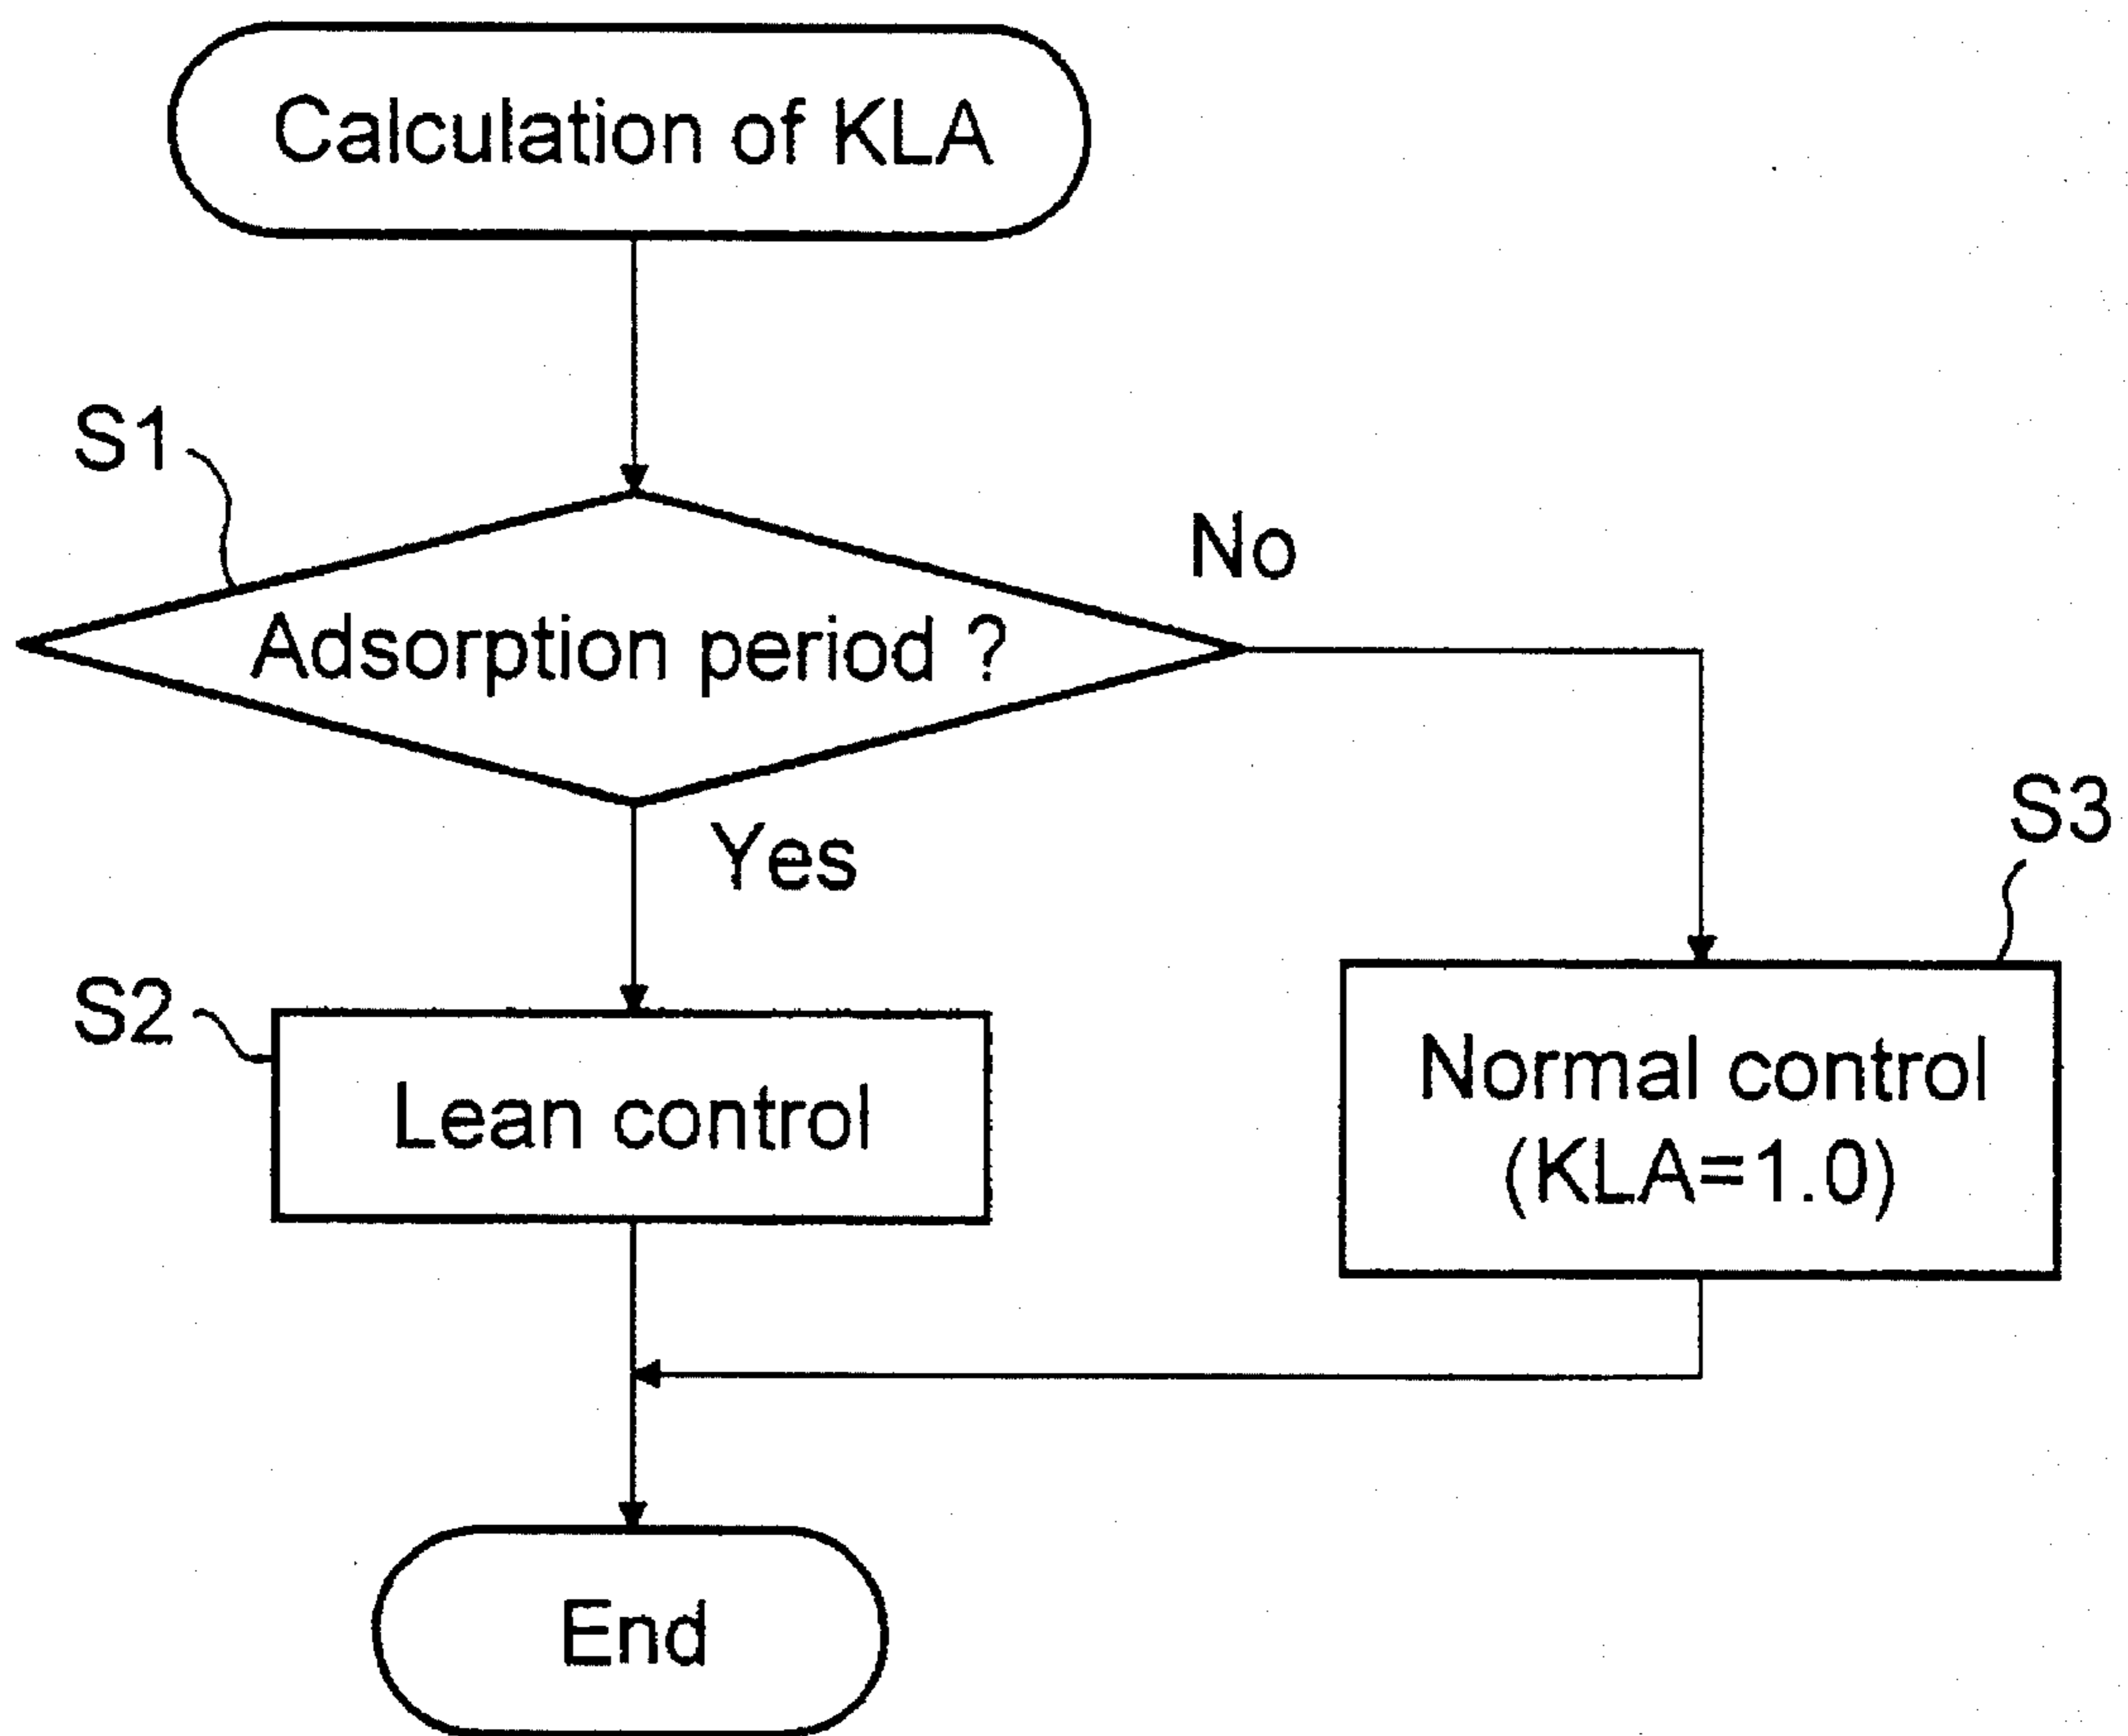 Calculation of KLA
S1
No
Adsorption period ?
Yes
S3
S2
Lean control
Normal control
(KLA=1.0)
End